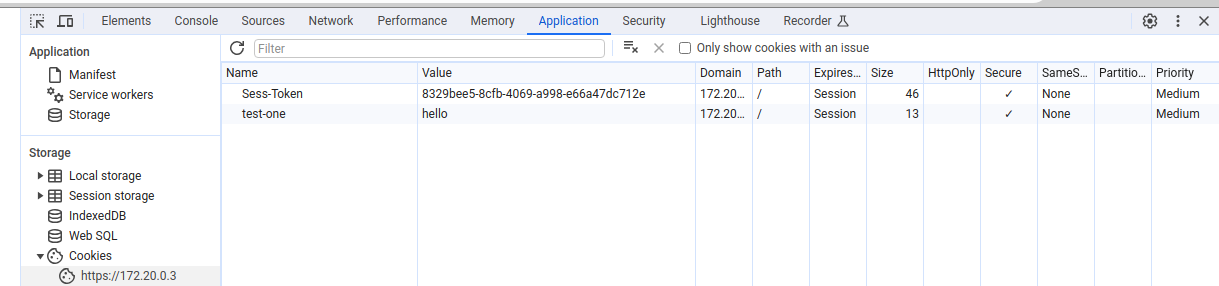 Elements Console Sources Network Performance Memory Application Security Lighthouse Recorder
Application
Manifest
Service workers
Storage
Storage
Local storage
Session storage
IndexedDB
Web SQL
Cookies
https://172.20.0.3
Filter Only show cookies with an issue
Name Value Domain Path Expires... Size HttpOnly Secure SameS... Partitio... Priority
Sess-Token 8329bee5-8cfb-4069-a998-e66a47dc712e 172.20... / Session 46 ✓ None Medium
test-one hello 172.20... / Session 13 ✓ None Medium